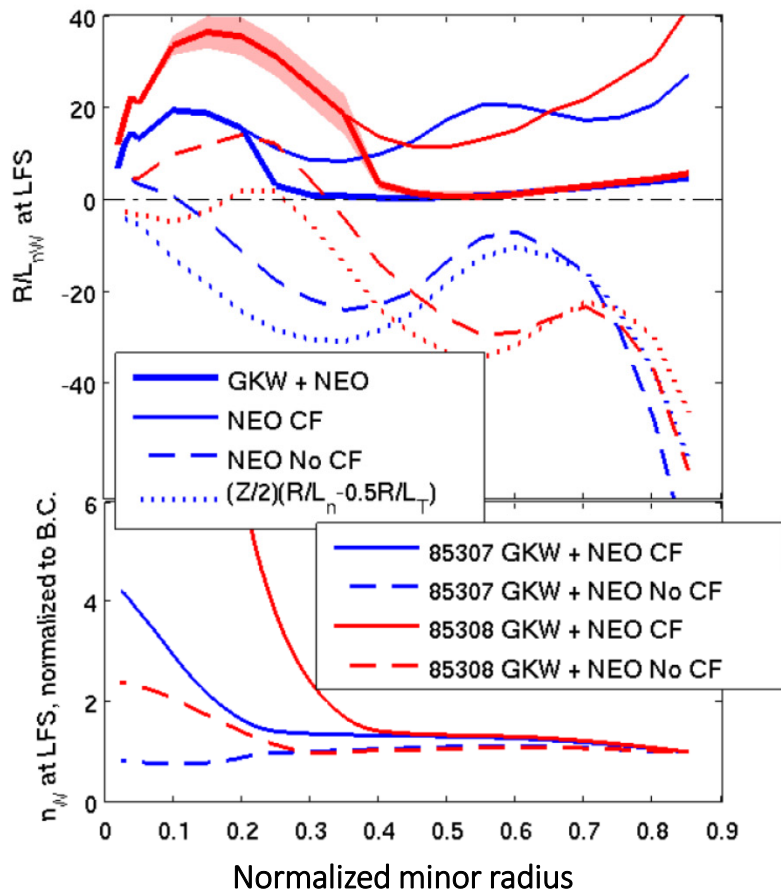 40
20
0
-20
-40
R/L_nW at LFS
GKW + NEO
NEO CF
NEO No CF
(Z/2)(R/L_n-0.5R/L_T)
6
4
2
0
n_W at LFS, normalized to B.C.
85307 GKW + NEO CF
85307 GKW + NEO No CF
85308 GKW + NEO CF
85308 GKW + NEO No CF
0 0.1 0.2 0.3 0.4 0.5 0.6 0.7 0.8 0.9
Normalized minor radius